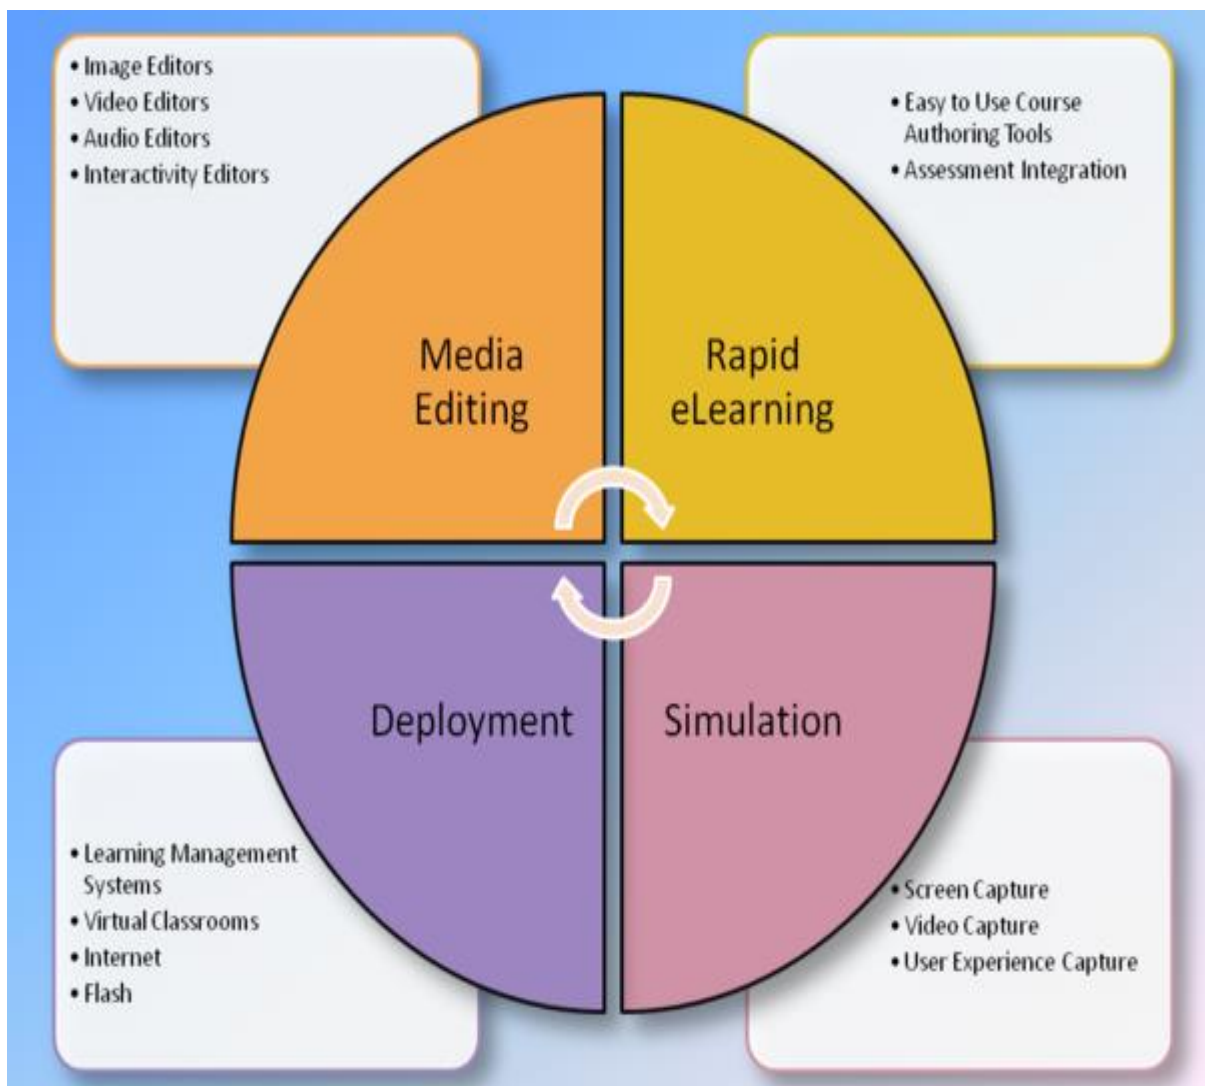 • Image Editors
• Video Editors
• Audio Editors
• Interactivity Editors
• Easy to Use Course
Authoring Tools
• Assessment Integration
Media
Editing
Rapid
eLearning
Deployment
Simulation
• Learning Management
Systems
• Virtual Classrooms
• Internet
• Flash
• Screen Capture
• Video Capture
• User Experience Capture